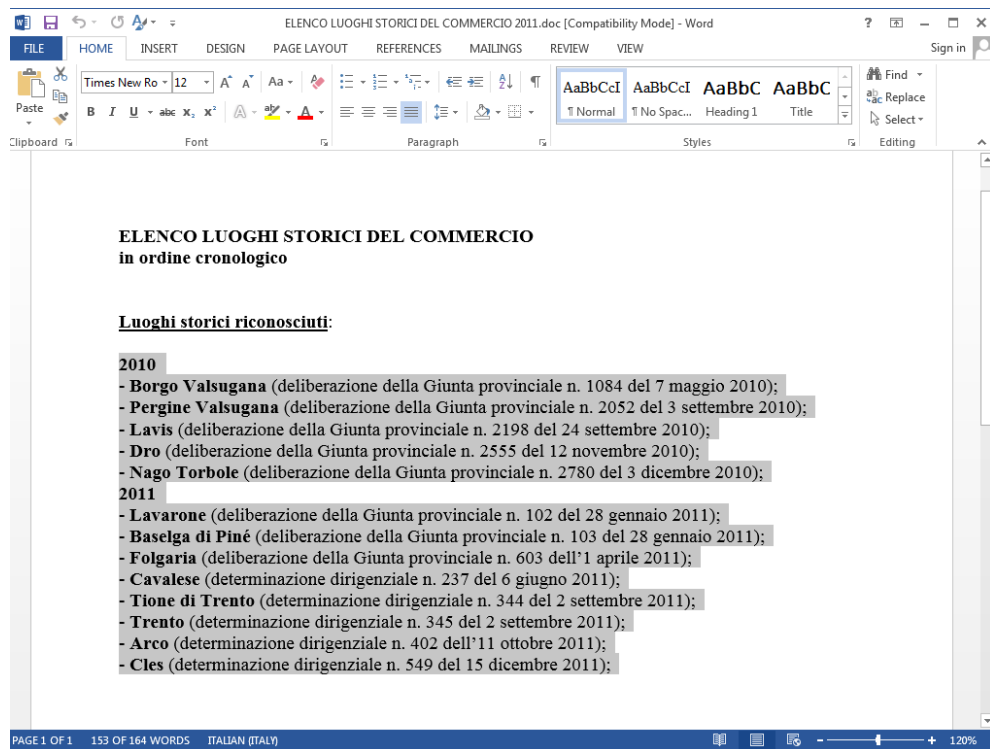 ELENCO LUOGHI STORICI DEL COMMERCIO 2011.doc [Compatibility Mode] - Word
FILE HOME INSERT DESIGN PAGE LAYOUT REFERENCES MAILINGS REVIEW VIEW Sign in
Times New Ro 12 Aa
Paste
B I U abc X₂ X² A ab A
AaBbCcI AaBbCcI AaBbC AaBbC
¶ Normal ¶ No Spac... Heading 1 Title
Find
Replace
Select
Clipboard Font Paragraph Styles Editing
ELENCO LUOGHI STORICI DEL COMMERCIO
in ordine cronologico
Luoghi storici riconosciuti:
2010
- Borgo Valsugana (deliberazione della Giunta provinciale n. 1084 del 7 maggio 2010);
- Pergine Valsugana (deliberazione della Giunta provinciale n. 2052 del 3 settembre 2010);
- Lavis (deliberazione della Giunta provinciale n. 2198 del 24 settembre 2010);
- Dro (deliberazione della Giunta provinciale n. 2555 del 12 novembre 2010);
- Nago Torbole (deliberazione della Giunta provinciale n. 2780 del 3 dicembre 2010);
2011
- Lavarone (deliberazione della Giunta provinciale n. 102 del 28 gennaio 2011);
- Baselga di Piné (deliberazione della Giunta provinciale n. 103 del 28 gennaio 2011);
- Folgaria (deliberazione della Giunta provinciale n. 603 dell’1 aprile 2011);
- Cavalese (determinazione dirigenziale n. 237 del 6 giugno 2011);
- Tione di Trento (determinazione dirigenziale n. 344 del 2 settembre 2011);
- Trento (determinazione dirigenziale n. 345 del 2 settembre 2011);
- Arco (determinazione dirigenziale n. 402 dell’11 ottobre 2011);
- Cles (determinazione dirigenziale n. 549 del 15 dicembre 2011);
PAGE 1 OF 1 153 OF 164 WORDS ITALIAN (ITALY) 120%